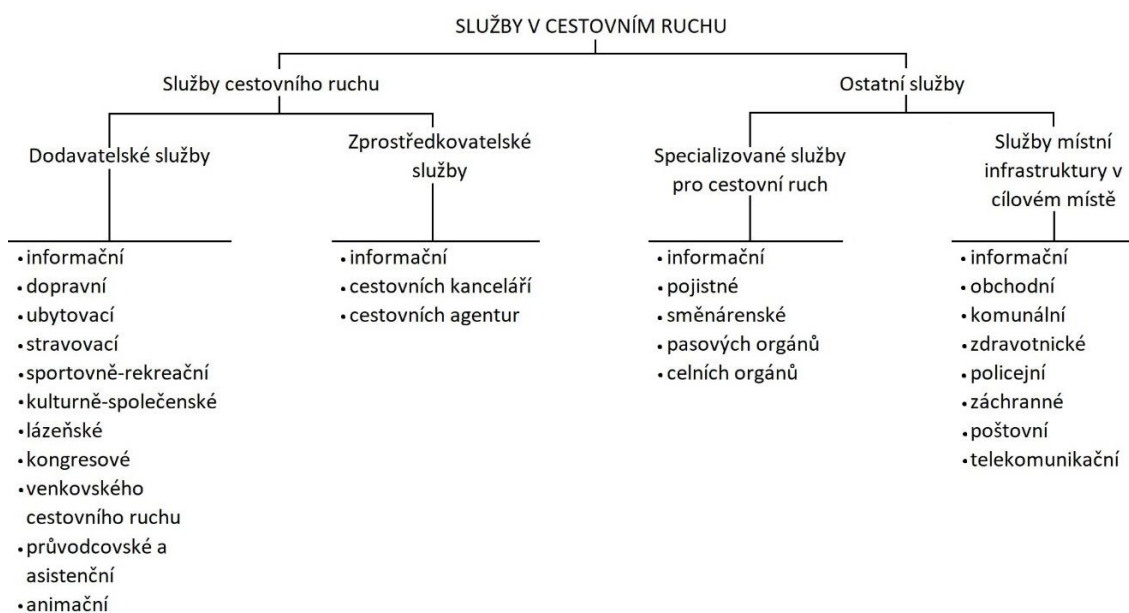 SLUŽBY V CESTOVNÍM RUCHU
Služby cestovního ruchu
Ostatní služby
Dodavatelské služby
Zprostředkovatelské
služby
Specializované služby
pro cestovní ruch
Služby místní
infrastruktury v
cílovém místě
• informační
• dopravní
• ubytovací
• stravovací
• sportovně-rekreační
• kulturně-společenské
• lázeňské
• kongresové
• venkovského
cestovního ruchu
• průvodcovské a
asistenční
• animační
• informační
• cestovních kanceláří
• cestovních agentur
• informační
• pojistné
• směnárenské
• pasových orgánů
• celních orgánů
• informační
• obchodní
• komunální
• zdravotnické
• policejní
• záchranné
• poštovní
• telekomunikační